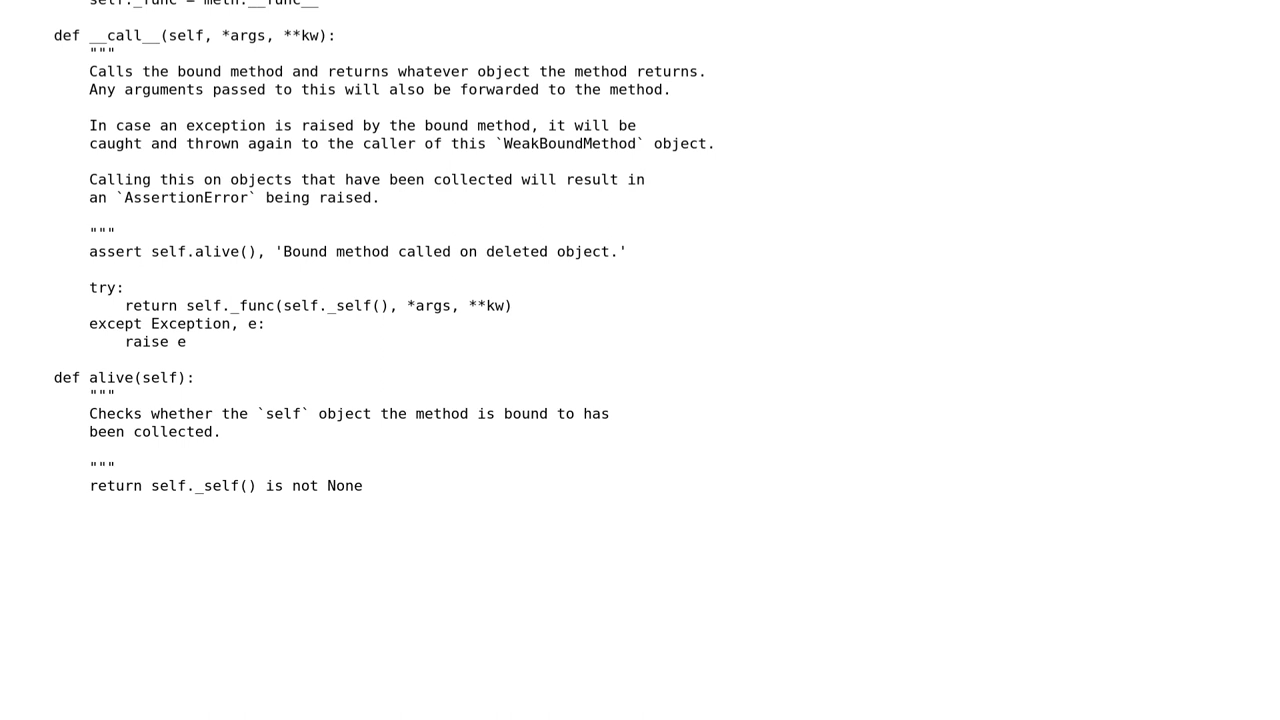 self._func = meth.__func__
def __call__(self, *args, **kw):
"""
Calls the bound method and returns whatever object the method returns.
Any arguments passed to this will also be forwarded to the method.
In case an exception is raised by the bound method, it will be
caught and thrown again to the caller of this `WeakBoundMethod` object.
Calling this on objects that have been collected will result in
an `AssertionError` being raised.
"""
assert self.alive(), 'Bound method called on deleted object.'
try:
return self._func(self._self(), *args, **kw)
except Exception, e:
raise e
def alive(self):
"""
Checks whether the `self` object the method is bound to has
been collected.
"""
return self._self() is not None